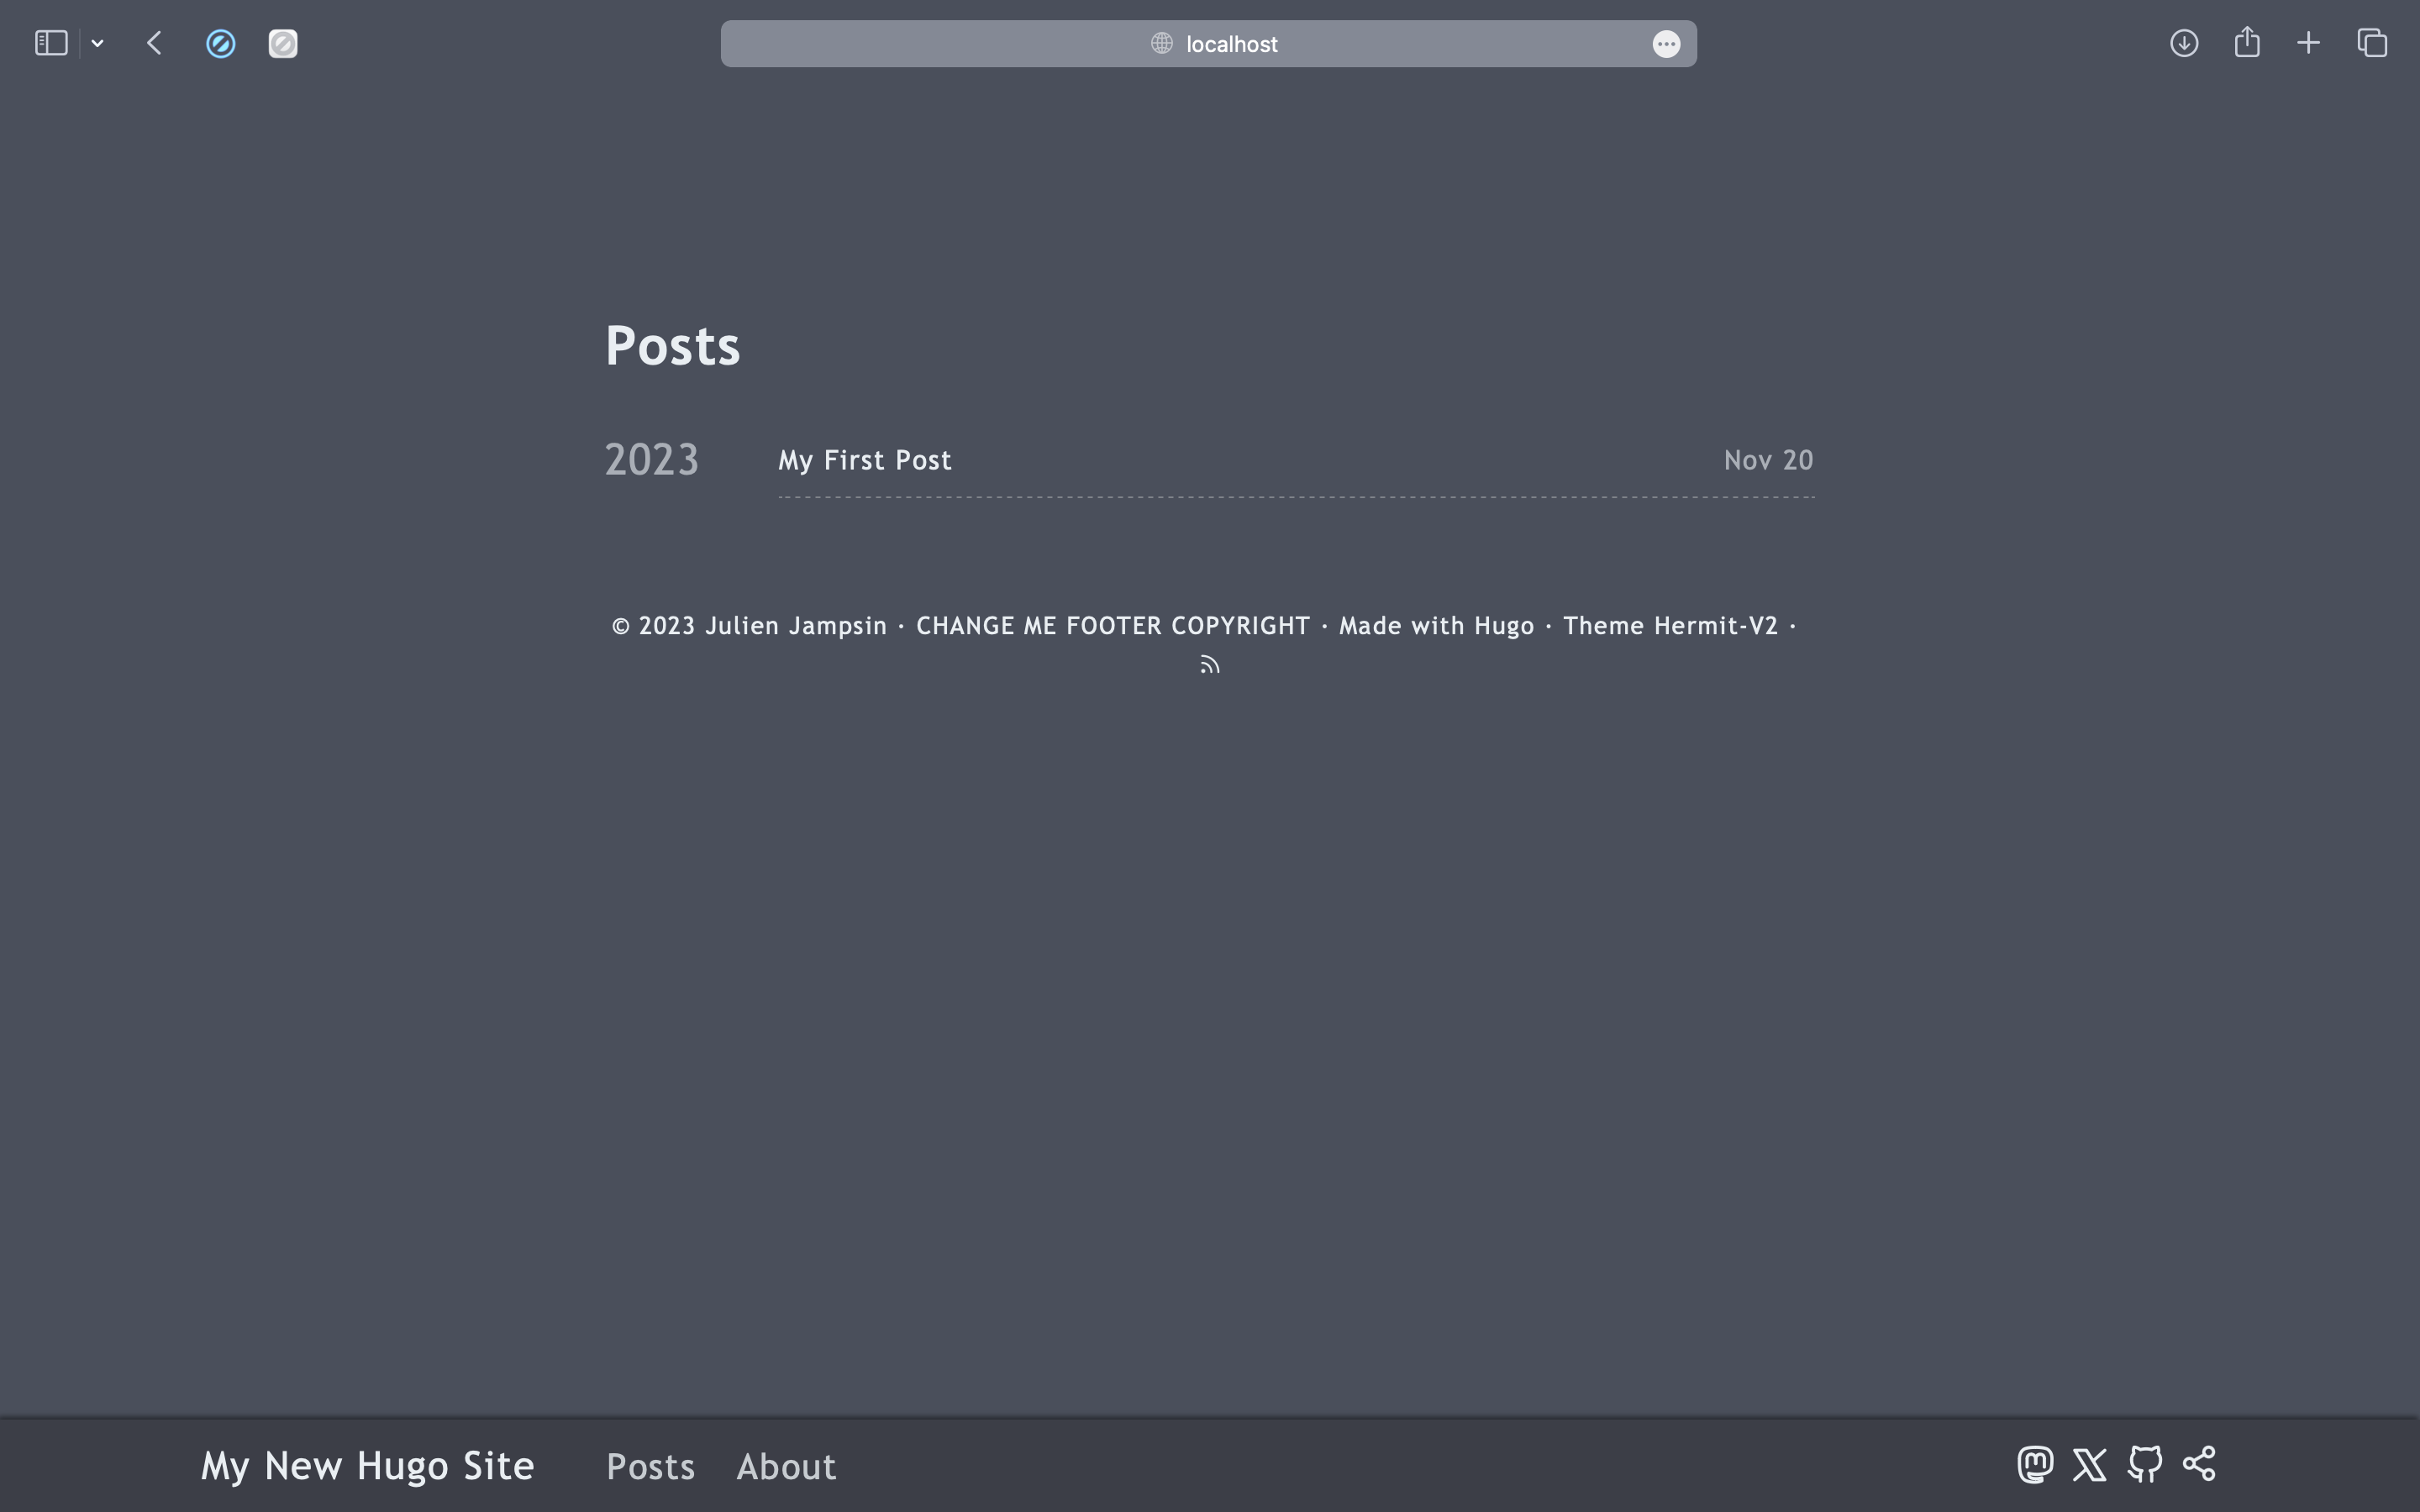 localhost
Posts
2023 My First Post Nov 20
© 2023 Julien Jampsin · CHANGE ME FOOTER COPYRIGHT · Made with Hugo · Theme Hermit-V2 ·
My New Hugo Site Posts About